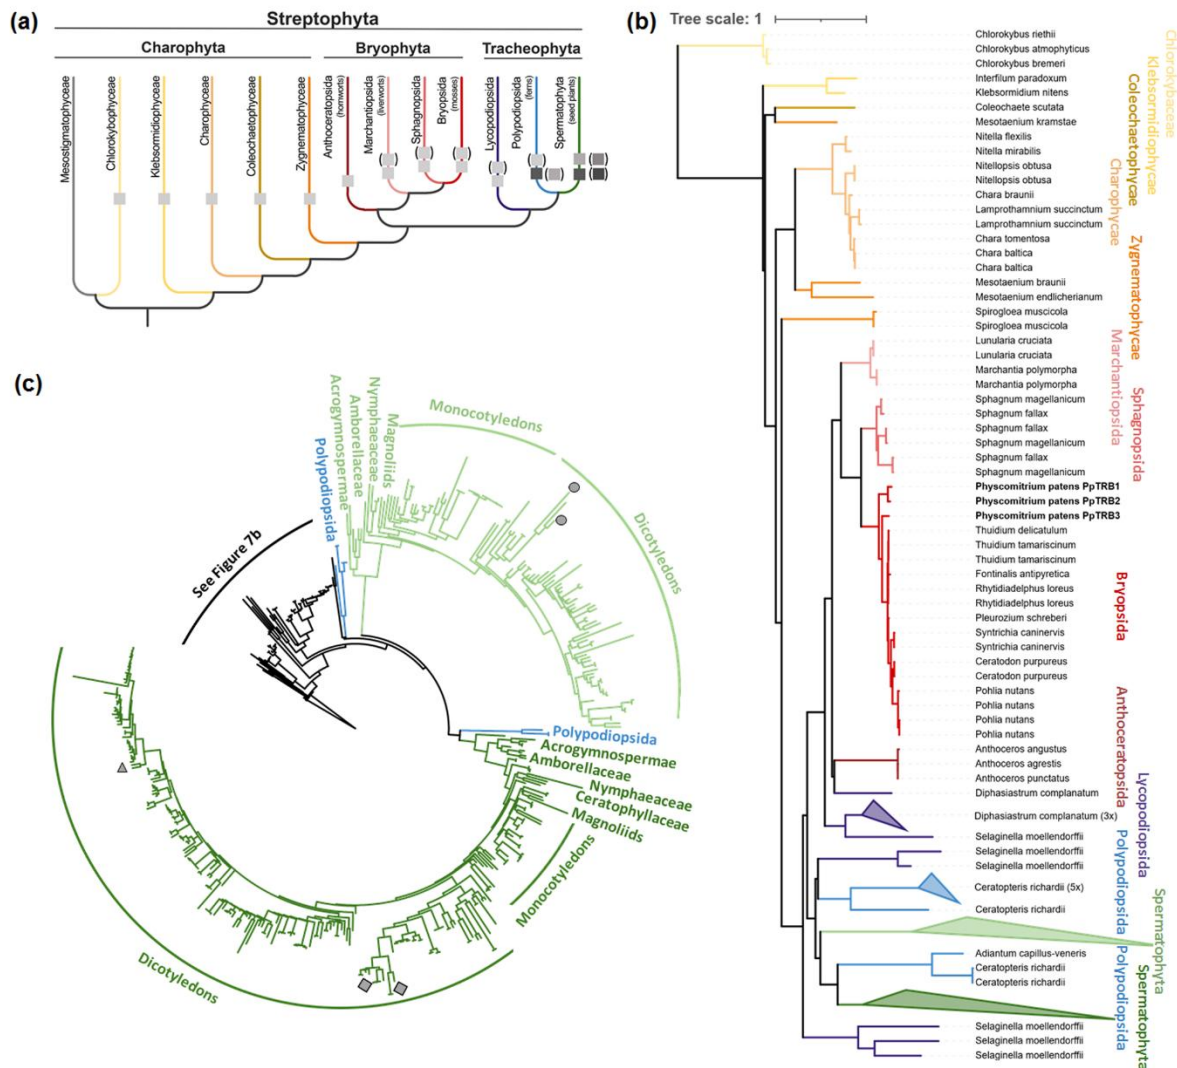 (a)
Streptophyta
Charophyta
Bryophyta
Tracheophyta
Mesostigmatophyceae
Chlorokybophyceae
Klebsormidiophyceae
Charophyceae
Coleochaetophyceae
Zygnematophyceae
Anthoceratopsida
(hornworts)
Marchantiopsida
(liverworts)
Sphagnopsida
Bryopsida
(mosses)
Lycopodiopsida
Polypodiopsida
(ferns)
Spermatophyta
(seed plants)
(b)
Tree scale: 1
Chlorokybus riethii
Chlorokybus atmophyticus
Chlorokybus bremeri
Interfilum paradoxum
Klebsormidium nitens
Coleochaete scutata
Mesotaenium kramstae
Nitella flexilis
Nitella mirabilis
Nitellopsis obtusa
Nitellopsis obtusa
Chara braunii
Lamprothamnium succinctum
Lamprothamnium succinctum
Chara tomentosa
Chara baltica
Chara baltica
Mesotaenium braunii
Mesotaenium endlicherianum
Spirogloea muscicola
Spirogloea muscicola
Lunularia cruciata
Lunularia cruciata
Marchantia polymorpha
Marchantia polymorpha
Sphagnum magellanicum
Sphagnum fallax
Sphagnum fallax
Sphagnum magellanicum
Sphagnum fallax
Sphagnum magellanicum
Physcomitrium patens PpTRB1
Physcomitrium patens PpTRB2
Physcomitrium patens PpTRB3
Thuidium delicatulum
Thuidium tamariscinum
Thuidium tamariscinum
Fontinalis antipyretica
Rhytidiadelphus loreus
Rhytidiadelphus loreus
Pleurozium schreberi
Syntrichia caninervis
Syntrichia caninervis
Ceratodon purpureus
Ceratodon purpureus
Pohlia nutans
Pohlia nutans
Pohlia nutans
Pohlia nutans
Anthoceros angustus
Anthoceros agrestis
Anthoceros punctatus
Diphasiastrum complanatum
Diphasiastrum complanatum (3x)
Selaginella moellendorffii
Selaginella moellendorffii
Selaginella moellendorffii
Ceratopteris richardii (5x)
Ceratopteris richardii
Adiantum capillus-veneris
Ceratopteris richardii
Ceratopteris richardii
Selaginella moellendorffii
Selaginella moellendorffii
Selaginella moellendorffii
Chlorokybaceae
Klebsormidiophycae
Coleochaetophycae
Charophycae
Zygnematophycae
Marchantiopsida
Sphagnopsida
Bryopsida
Anthoceratopsida
Lycopodiopsida
Polypodiopsida
Spermatophyta
Polypodiopsida
Spermatophyta
(c)
See Figure 7b
Polypodiopsida
Acrogymnospermae
Amborellaceae
Nymphaeaceae
Magnoliids
Monocotyledons
Dicotyledons
Polypodiopsida
Acrogymnospermae
Amborellaceae
Nymphaeaceae
Ceratophyllaceae
Magnoliids
Monocotyledons
Dicotyledons